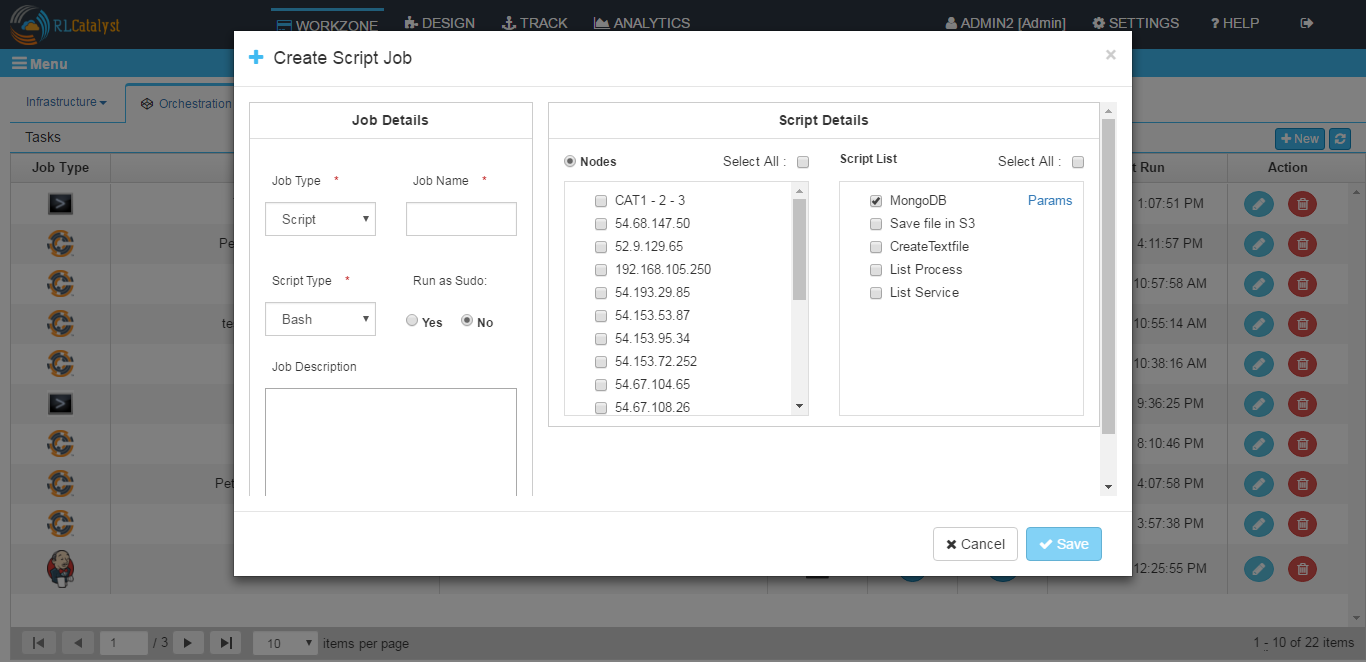 RLCatalyst
WORKZONE DESIGN TRACK ANALYTICS ADMIN2 [Admin] SETTINGS ? HELP
Menu
Infrastructure Orchestration
Tasks
New
Job Type t Run Action
1:07:51 PM
Pe 4:11:57 PM
10:57:58 AM
te 10:55:14 AM
10:38:16 AM
9:36:25 PM
8:10:46 PM
Pet 4:07:58 PM
3:57:38 PM
12:25:55 PM
1 / 3 10 items per page
1 - 10 of 22 items
Create Script Job ×
Job Details
Job Type * Job Name *
Script
Script Type * Run as Sudo:
Bash Yes No
Job Description
Script Details
Nodes Select All :
CAT1 - 2 - 3
54.68.147.50
52.9.129.65
192.168.105.250
54.193.29.85
54.153.53.87
54.153.95.34
54.153.72.252
54.67.104.65
54.67.108.26
Script List Select All :
MongoDB Params
Save file in S3
CreateTextfile
List Process
List Service
Cancel Save